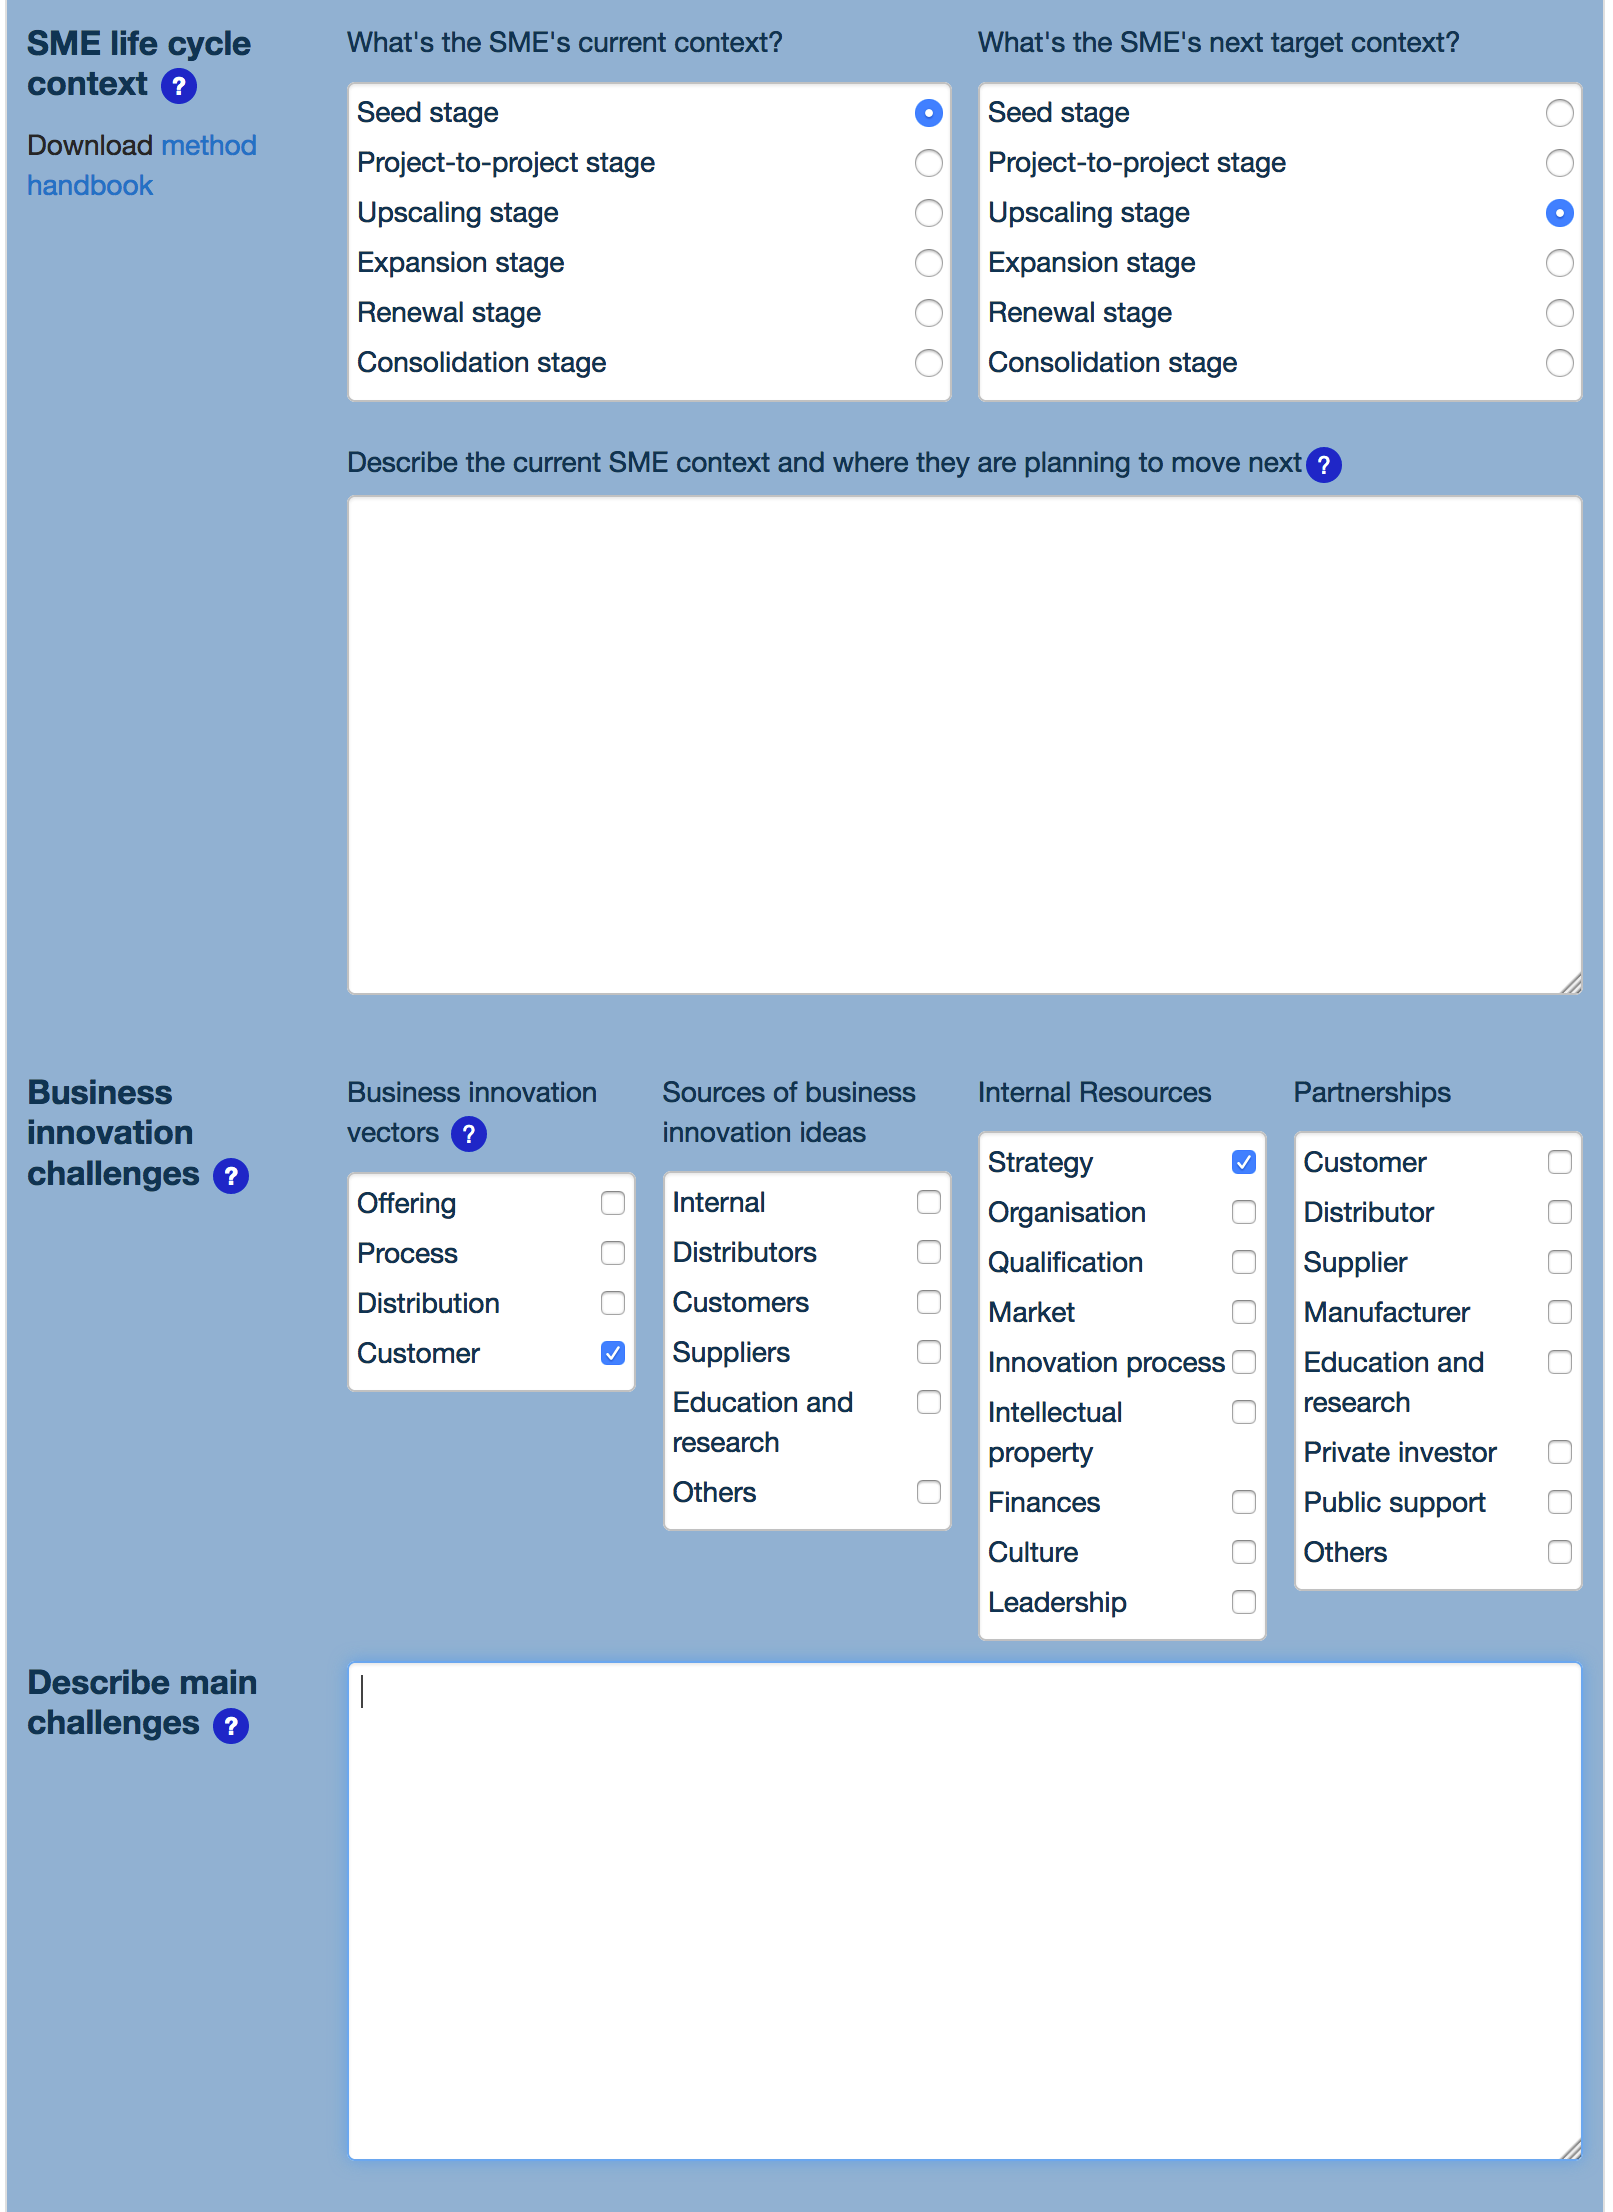 SME life cycle
context ?
Download method
handbook
What's the SME's current context?
Seed stage
Project-to-project stage
Upscaling stage
Expansion stage
Renewal stage
Consolidation stage
What's the SME's next target context?
Seed stage
Project-to-project stage
Upscaling stage
Expansion stage
Renewal stage
Consolidation stage
Describe the current SME context and where they are planning to move next ?
Business
innovation
challenges ?
Business innovation
vectors ?
Offering
Process
Distribution
Customer
Sources of business
innovation ideas
Internal
Distributors
Customers
Suppliers
Education and
research
Others
Internal Resources
Strategy
Organisation
Qualification
Market
Innovation process
Intellectual
property
Finances
Culture
Leadership
Partnerships
Customer
Distributor
Supplier
Manufacturer
Education and
research
Private investor
Public support
Others
Describe main
challenges ?